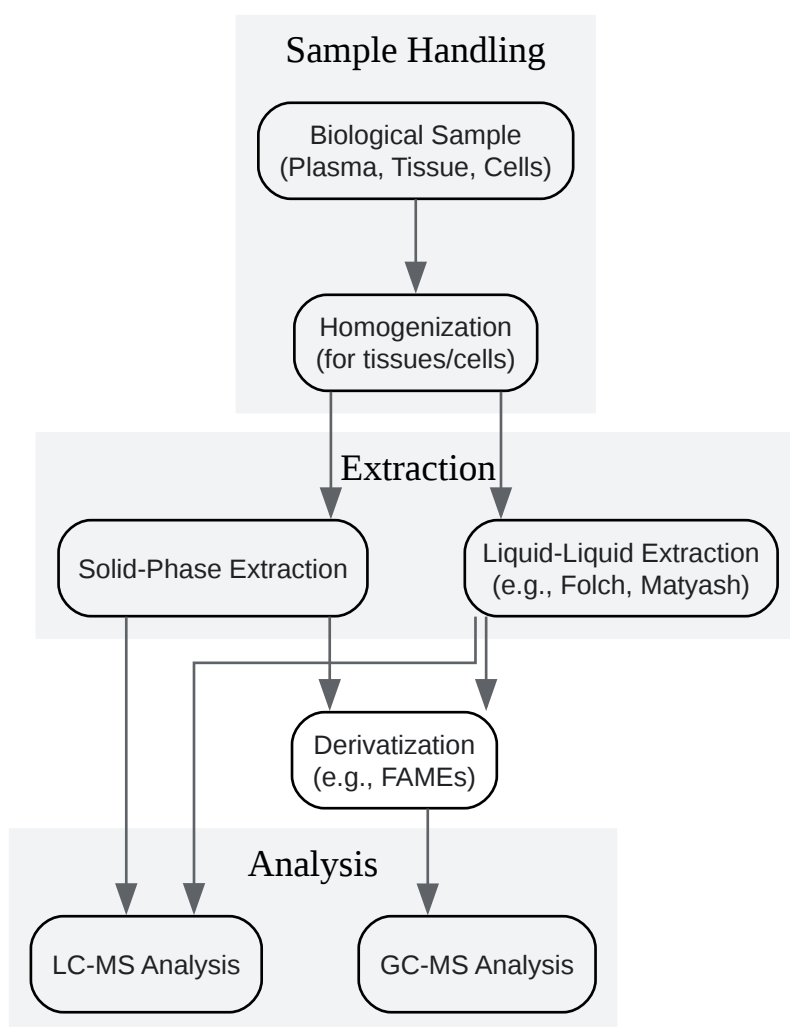 Sample Handling
Biological Sample
(Plasma, Tissue, Cells)
Homogenization
(for tissues/cells)
Extraction
Solid-Phase Extraction
Liquid-Liquid Extraction
(e.g., Folch, Matyash)
Derivatization
(e.g., FAMEs)
Analysis
LC-MS Analysis
GC-MS Analysis